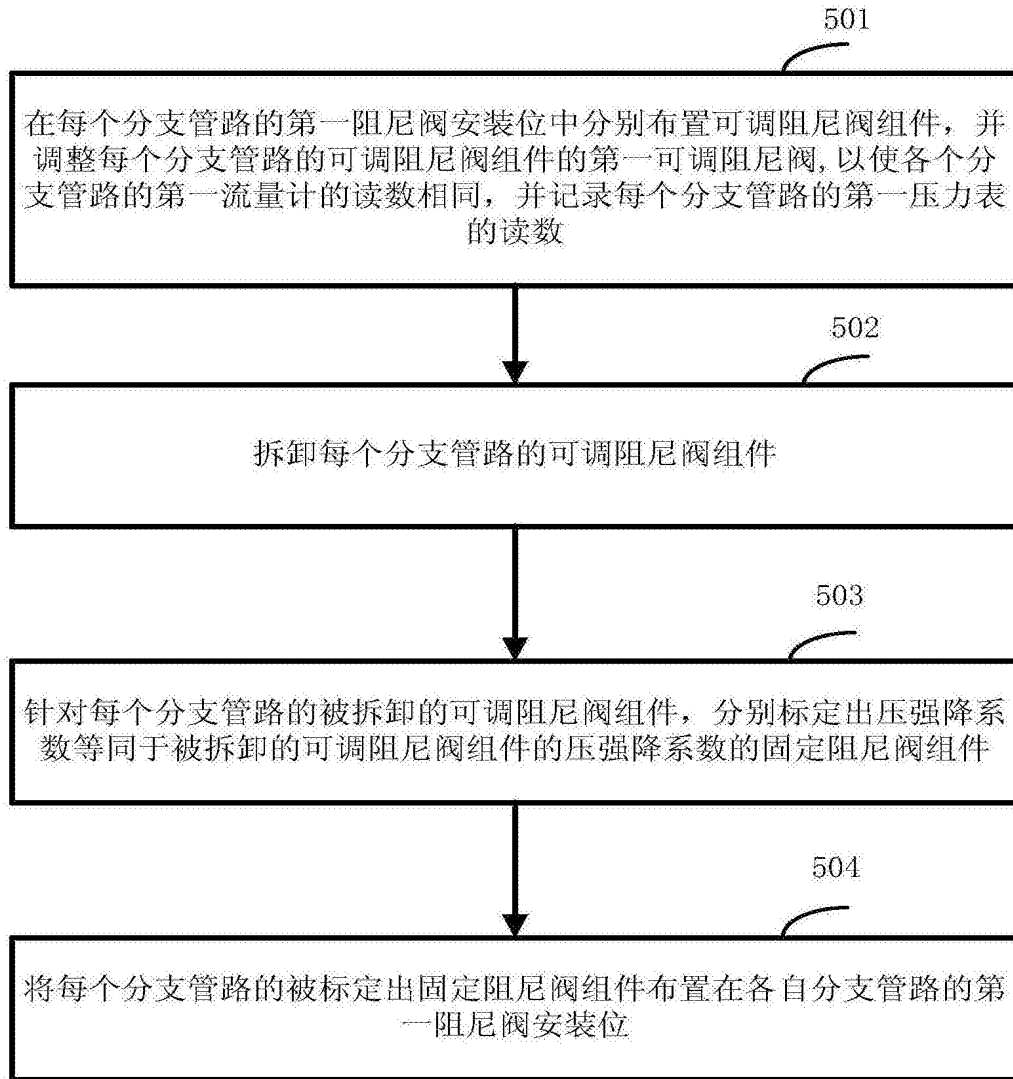 501
在每个分支管路的第一阻尼阀安装位中分别布置可调阻尼阀组件，并
调整每个分支管路的可调阻尼阀组件的第一可调阻尼阀,以使各个分
支管路的第一流量计的读数相同，并记录每个分支管路的第一压力表
的读数
502
拆卸每个分支管路的可调阻尼阀组件
503
针对每个分支管路的被拆卸的可调阻尼阀组件，分别标定出压强降系
数等同于被拆卸的可调阻尼阀组件的压强降系数的固定阻尼阀组件
504
将每个分支管路的被标定出固定阻尼阀组件布置在各自分支管路的第
一阻尼阀安装位